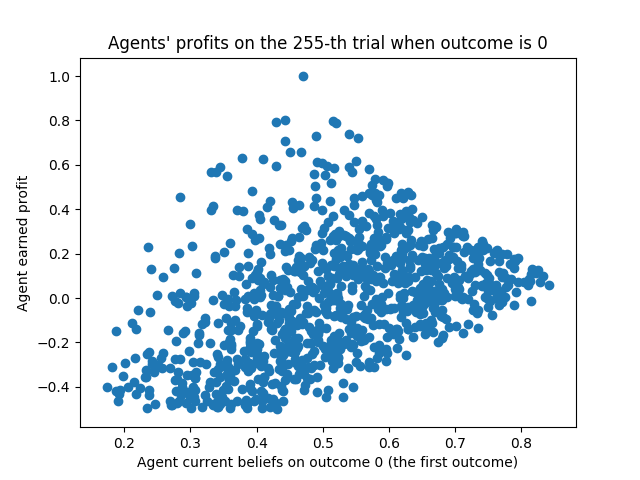 Agents' profits on the 255-th trial when outcome is 0
1.0
0.8
0.6
0.4
0.2
0.0
−0.2
−0.4
Agent earned profit
0.2 0.3 0.4 0.5 0.6 0.7 0.8
Agent current beliefs on outcome 0 (the first outcome)